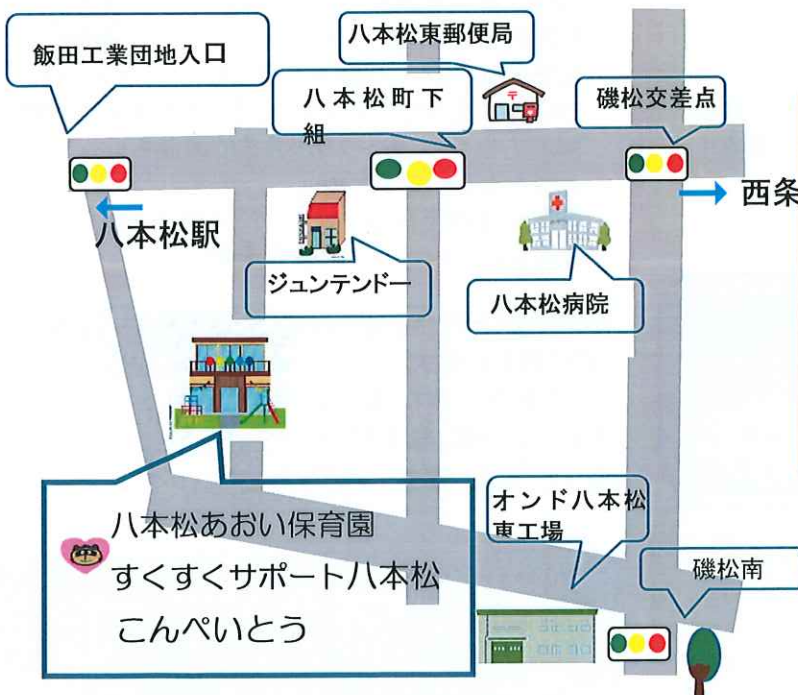 飯田工業団地入口
八本松東郵便局
八本松町下
組
磯松交差点
八本松駅
西条
ジュンテンドー
八本松病院
オンド八本松
東工場
磯松南
八本松あおい保育園
すくすくサポート八本松
こんぺいとう